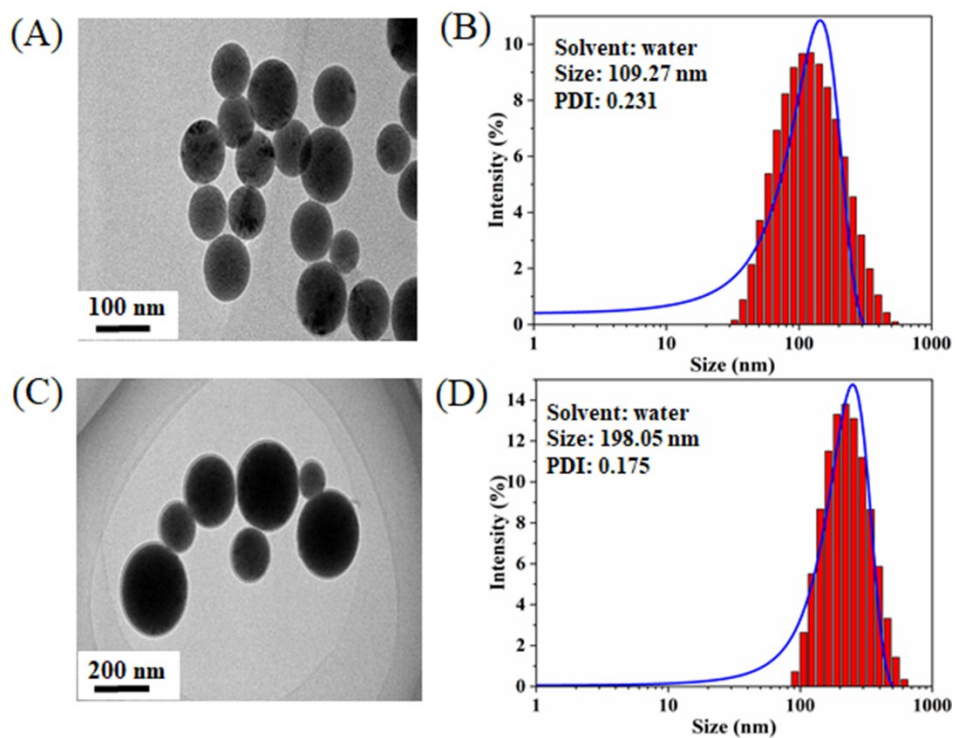 (A)
100 nm
(B)
Solvent: water
Size: 109.27 nm
PDI: 0.231
Intensity (%)
10
8
6
4
2
0
1 10 100 1000
Size (nm)
(C)
200 nm
(D)
Solvent: water
Size: 198.05 nm
PDI: 0.175
Intensity (%)
14
12
10
8
6
4
2
0
1 10 100 1000
Size (nm)